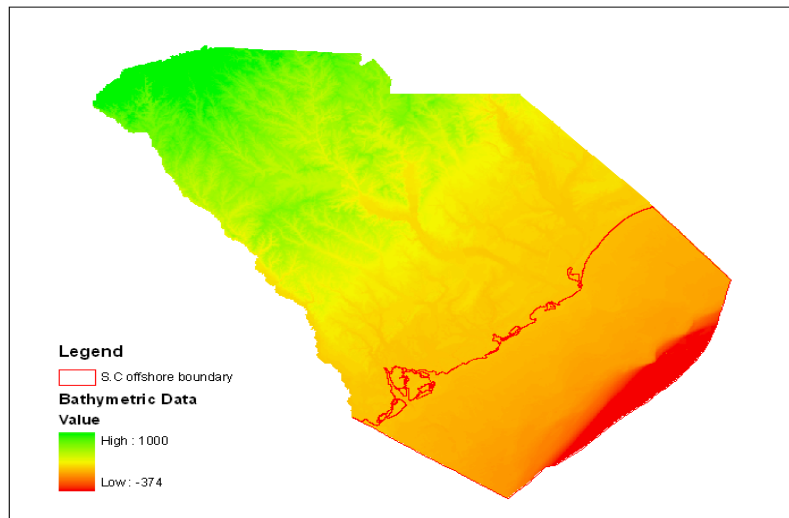 Legend
S.C offshore boundary
Bathymetric Data
Value
High : 1000
Low : -374